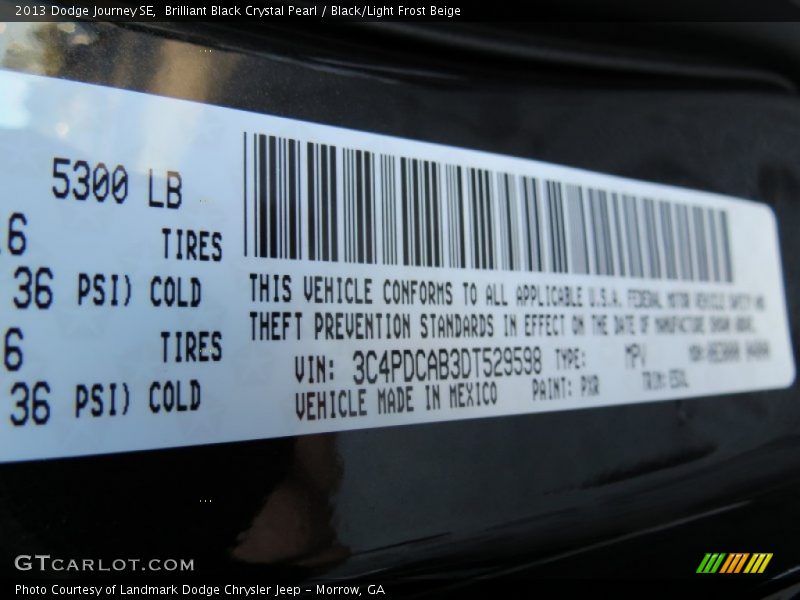 2013 Dodge Journey SE, Brilliant Black Crystal Pearl / Black/Light Frost Beige
5300 LB
6 TIRES
36 PSI) COLD
6 TIRES
36 PSI) COLD
THIS VEHICLE CONFORMS TO ALL APPLICABLE U.S.A. FEDERAL MOTOR VEHICLE SAFETY AND
THEFT PREVENTION STANDARDS IN EFFECT ON THE DATE OF MANUFACTURE SHOWN ABOVE.
VIN: 3C4PDCAB3DT529598 TYPE: MPV
VEHICLE MADE IN MEXICO PAINT: PXR TRIM:
GTCARLOT.COM
Photo Courtesy of Landmark Dodge Chrysler Jeep – Morrow, GA